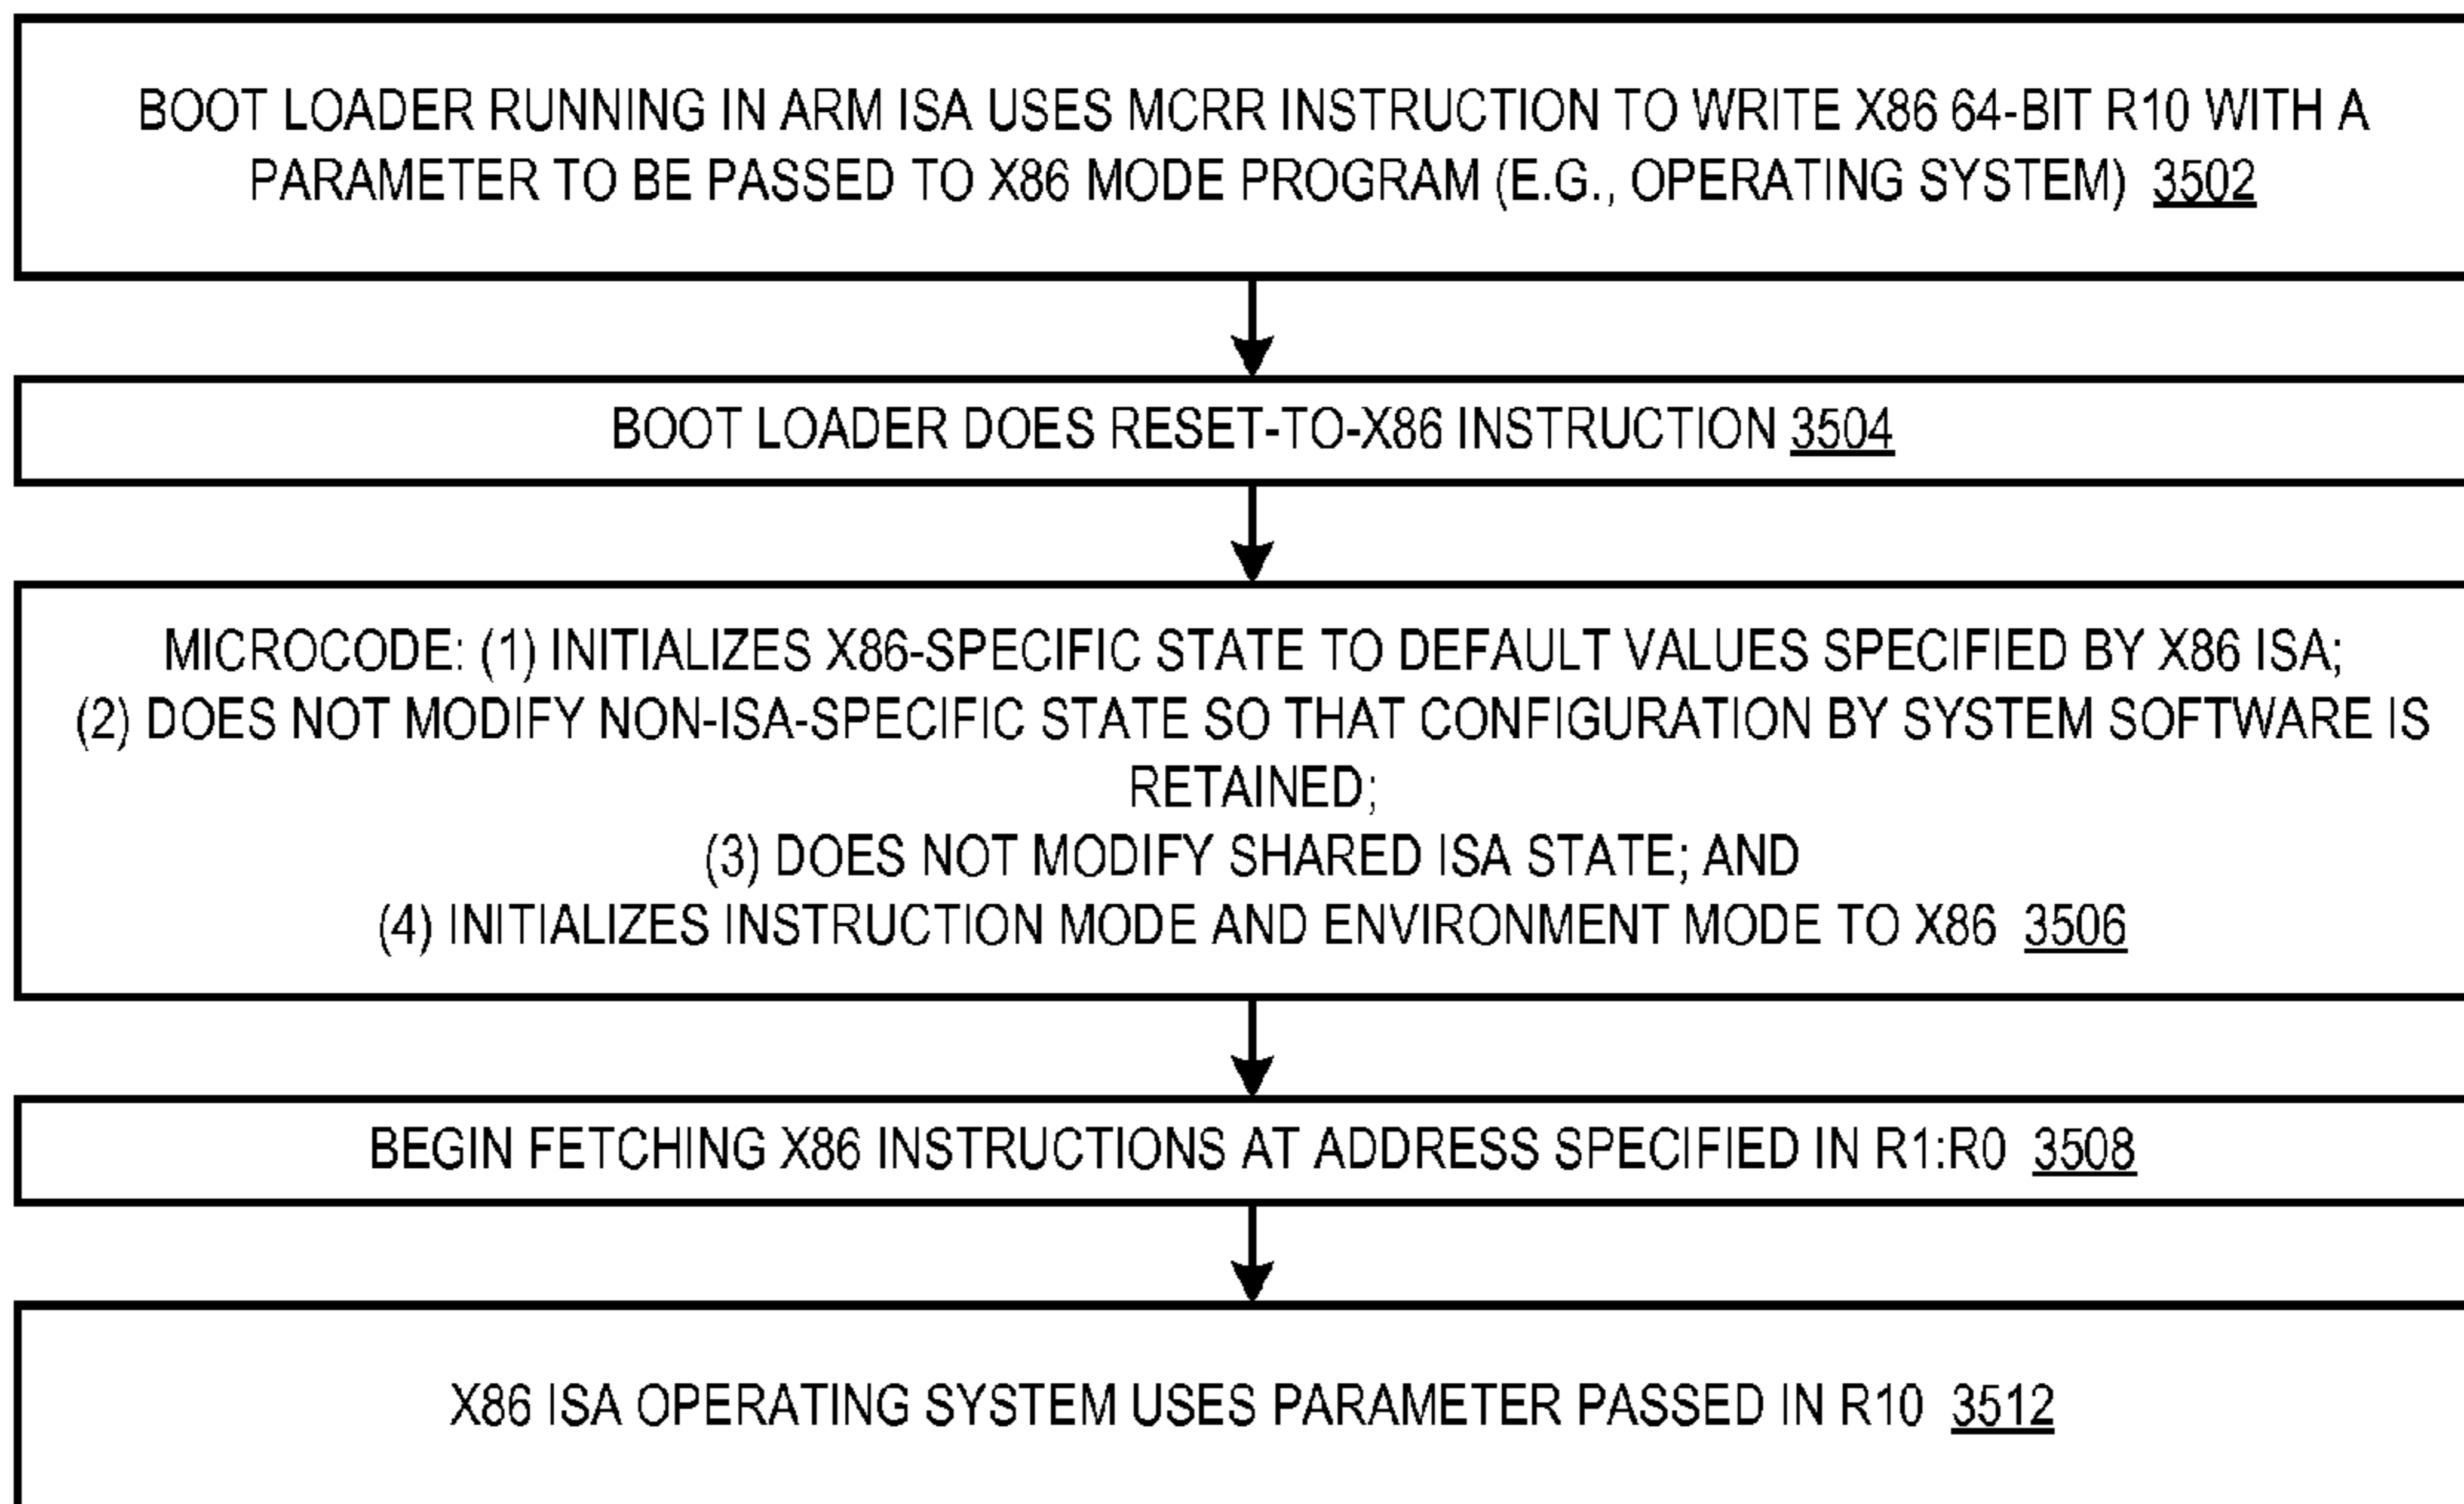 BOOT LOADER RUNNING IN ARM ISA USES MCRR INSTRUCTION TO WRITE X86 64-BIT R10 WITH A
PARAMETER TO BE PASSED TO X86 MODE PROGRAM (E.G., OPERATING SYSTEM) 3502
BOOT LOADER DOES RESET-TO-X86 INSTRUCTION 3504
MICROCODE: (1) INITIALIZES X86-SPECIFIC STATE TO DEFAULT VALUES SPECIFIED BY X86 ISA;
(2) DOES NOT MODIFY NON-ISA-SPECIFIC STATE SO THAT CONFIGURATION BY SYSTEM SOFTWARE IS
RETAINED;
(3) DOES NOT MODIFY SHARED ISA STATE; AND
(4) INITIALIZES INSTRUCTION MODE AND ENVIRONMENT MODE TO X86 3506
BEGIN FETCHING X86 INSTRUCTIONS AT ADDRESS SPECIFIED IN R1:R0 3508
X86 ISA OPERATING SYSTEM USES PARAMETER PASSED IN R10 3512